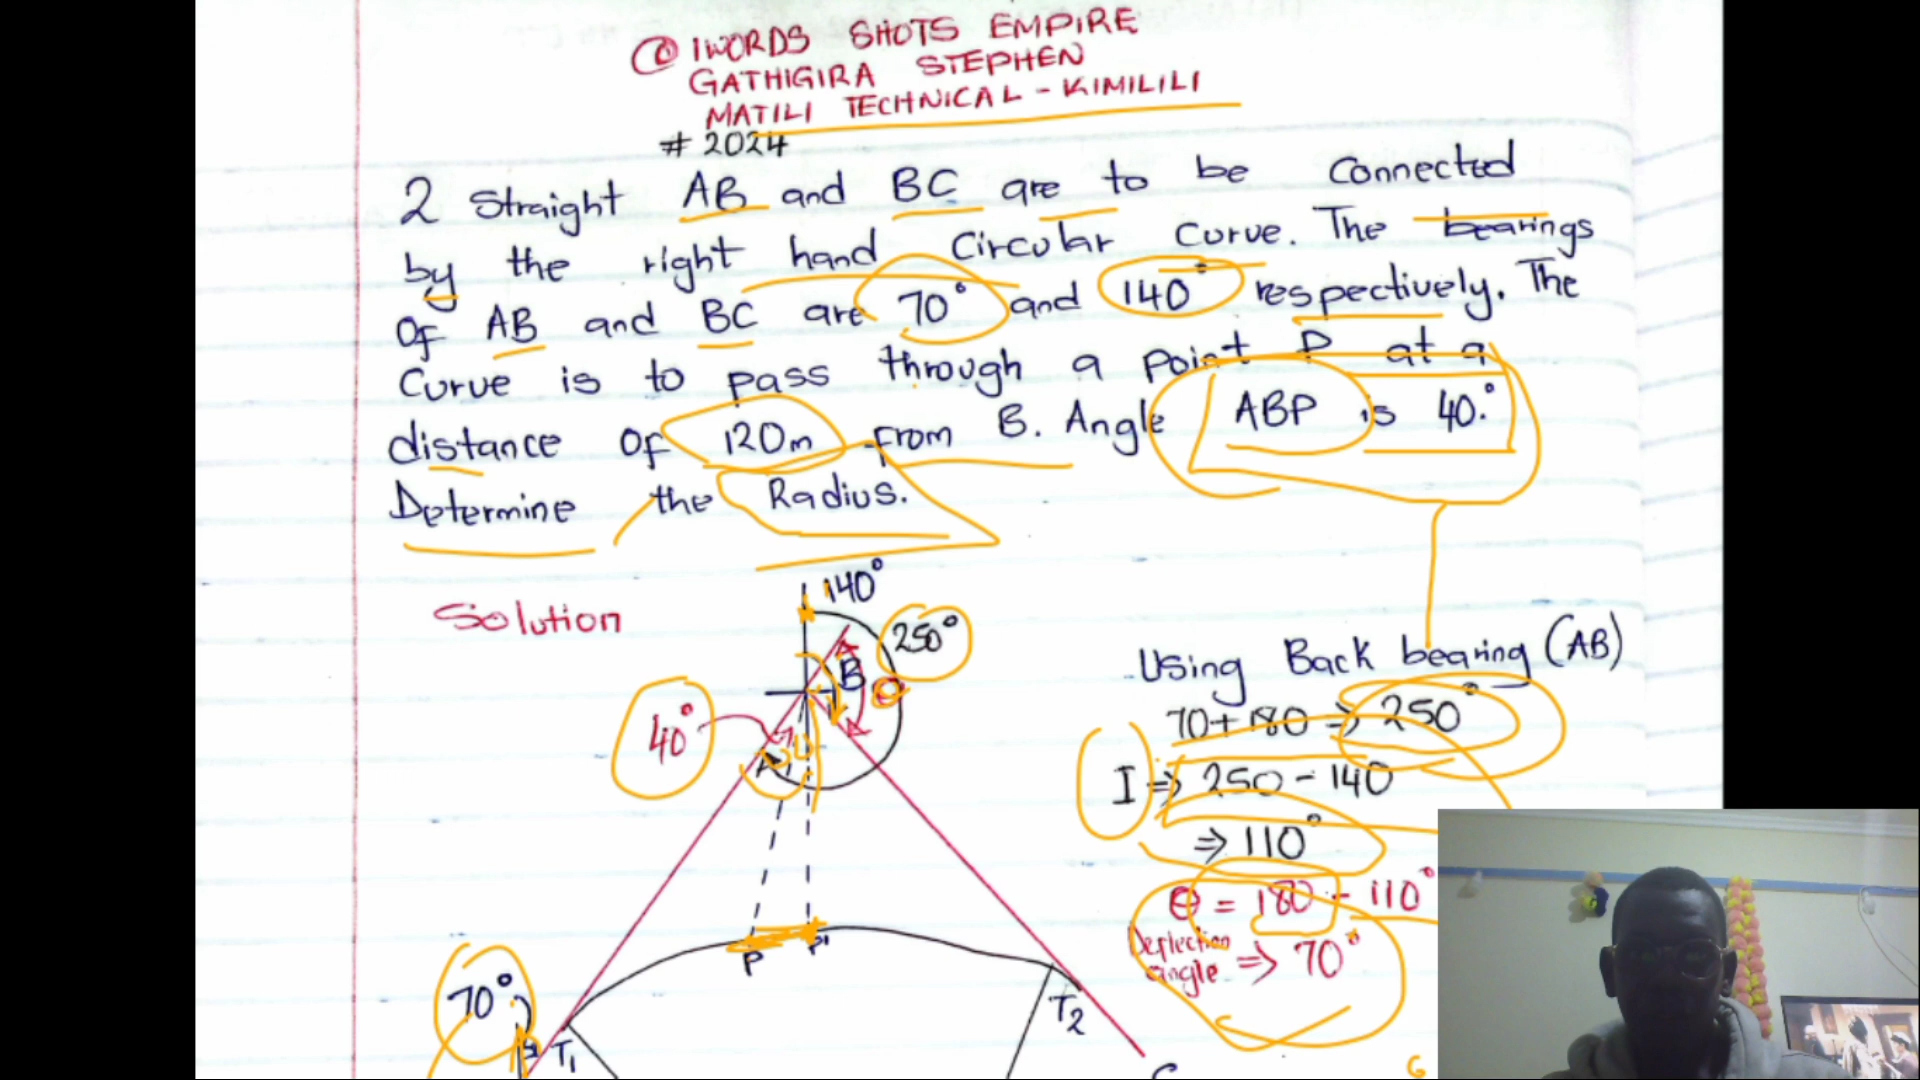 © IWORDS SHOTS EMPIRE
GATHIGIRA STEPHEN
MATILI TECHNICAL - KIMILILI
# 2024
2 Straight AB and BC are to be Connected
by the right hand Circular Curve. The bearings
Of AB and BC are 70° and 140° respectively. The
Curve is to pass through a Point P at a
distance Of 120m from B. Angle ABP is 40.°
Determine the Radius.
Solution
140°
250°
B
θ
40°
A1
P
P1
70°
T1
T2
C
Using Back bearing (AB)
70+180 ⇒ 250°
I ⇒ 250 - 140
⇒ 110°
θ = 180 - 110°
Deflection angle ⇒ 70°